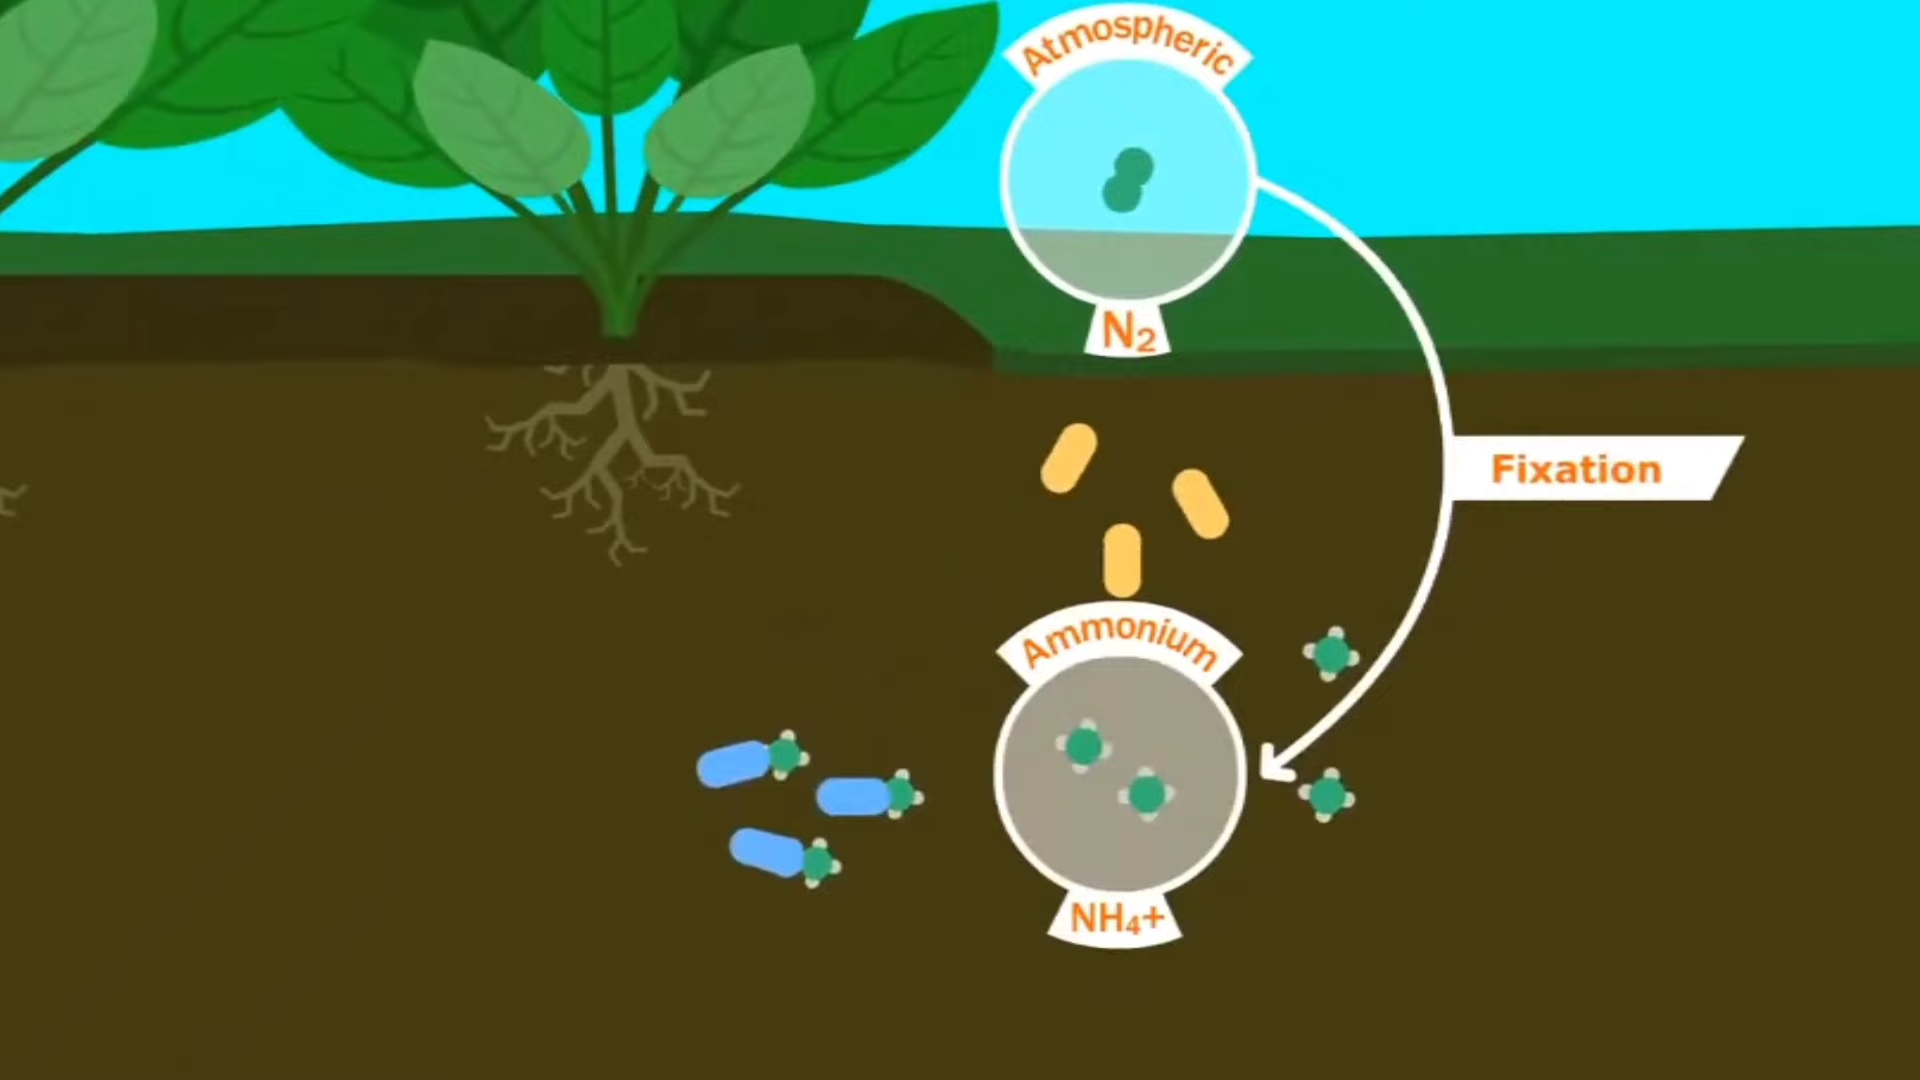 Atmospheric
N₂
Fixation
Ammonium
NH₄+